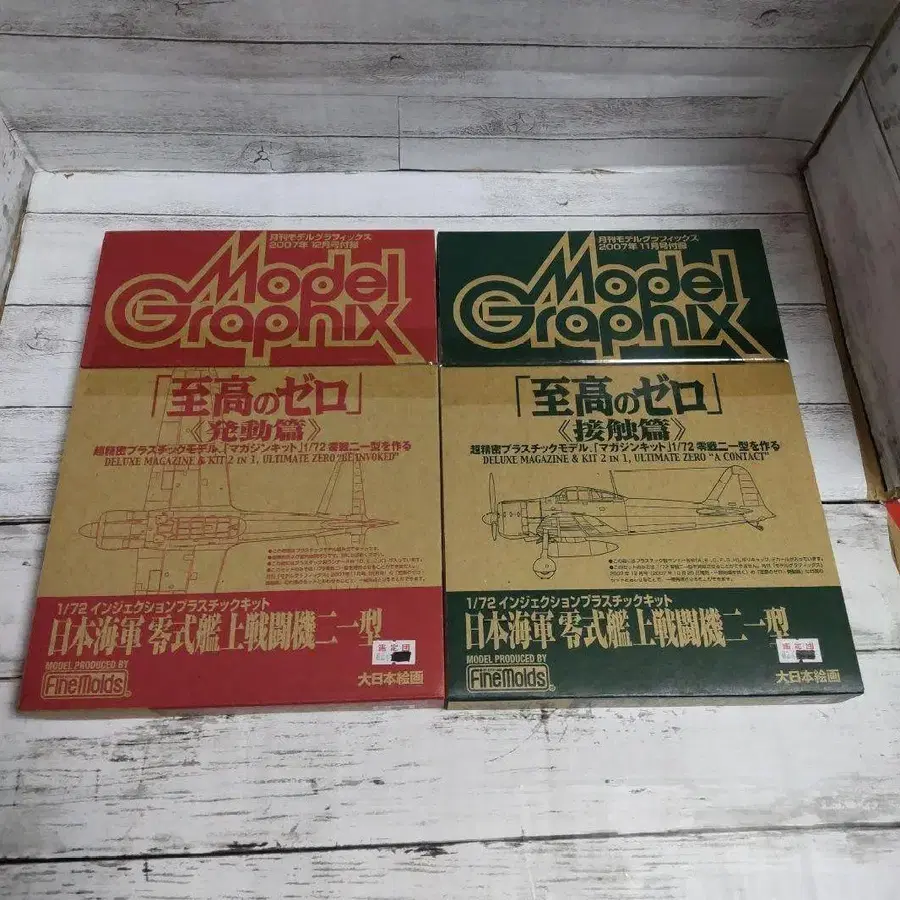 月刊モデルグラフィックス
2007年 12月号付録
Model
Graphix
「至高のゼロ」
《発動篇》
超精密プラスチックモデル、「マガジンキット」1/72 零戦二一型を作る
DELUXE MAGAZINE & KIT 2 IN 1, ULTIMATE ZERO "BE INVOKED"
1/72 インジェクションプラスチックキット
日本海軍 零式艦上戦闘機二一型
鑑定団
MODEL PRODUCED BY
FineMolds
大日本絵画
月刊モデルグラフィックス
2007年 11月号付録
Model
Graphix
「至高のゼロ」
《接触篇》
超精密プラスチックモデル、「マガジンキット」1/72 零戦二一型を作る
DELUXE MAGAZINE & KIT 2 IN 1, ULTIMATE ZERO "A CONTACT"
1/72 インジェクションプラスチックキット
日本海軍 零式艦上戦闘機二一型
鑑定団
MODEL PRODUCED BY
FineMolds
大日本絵画